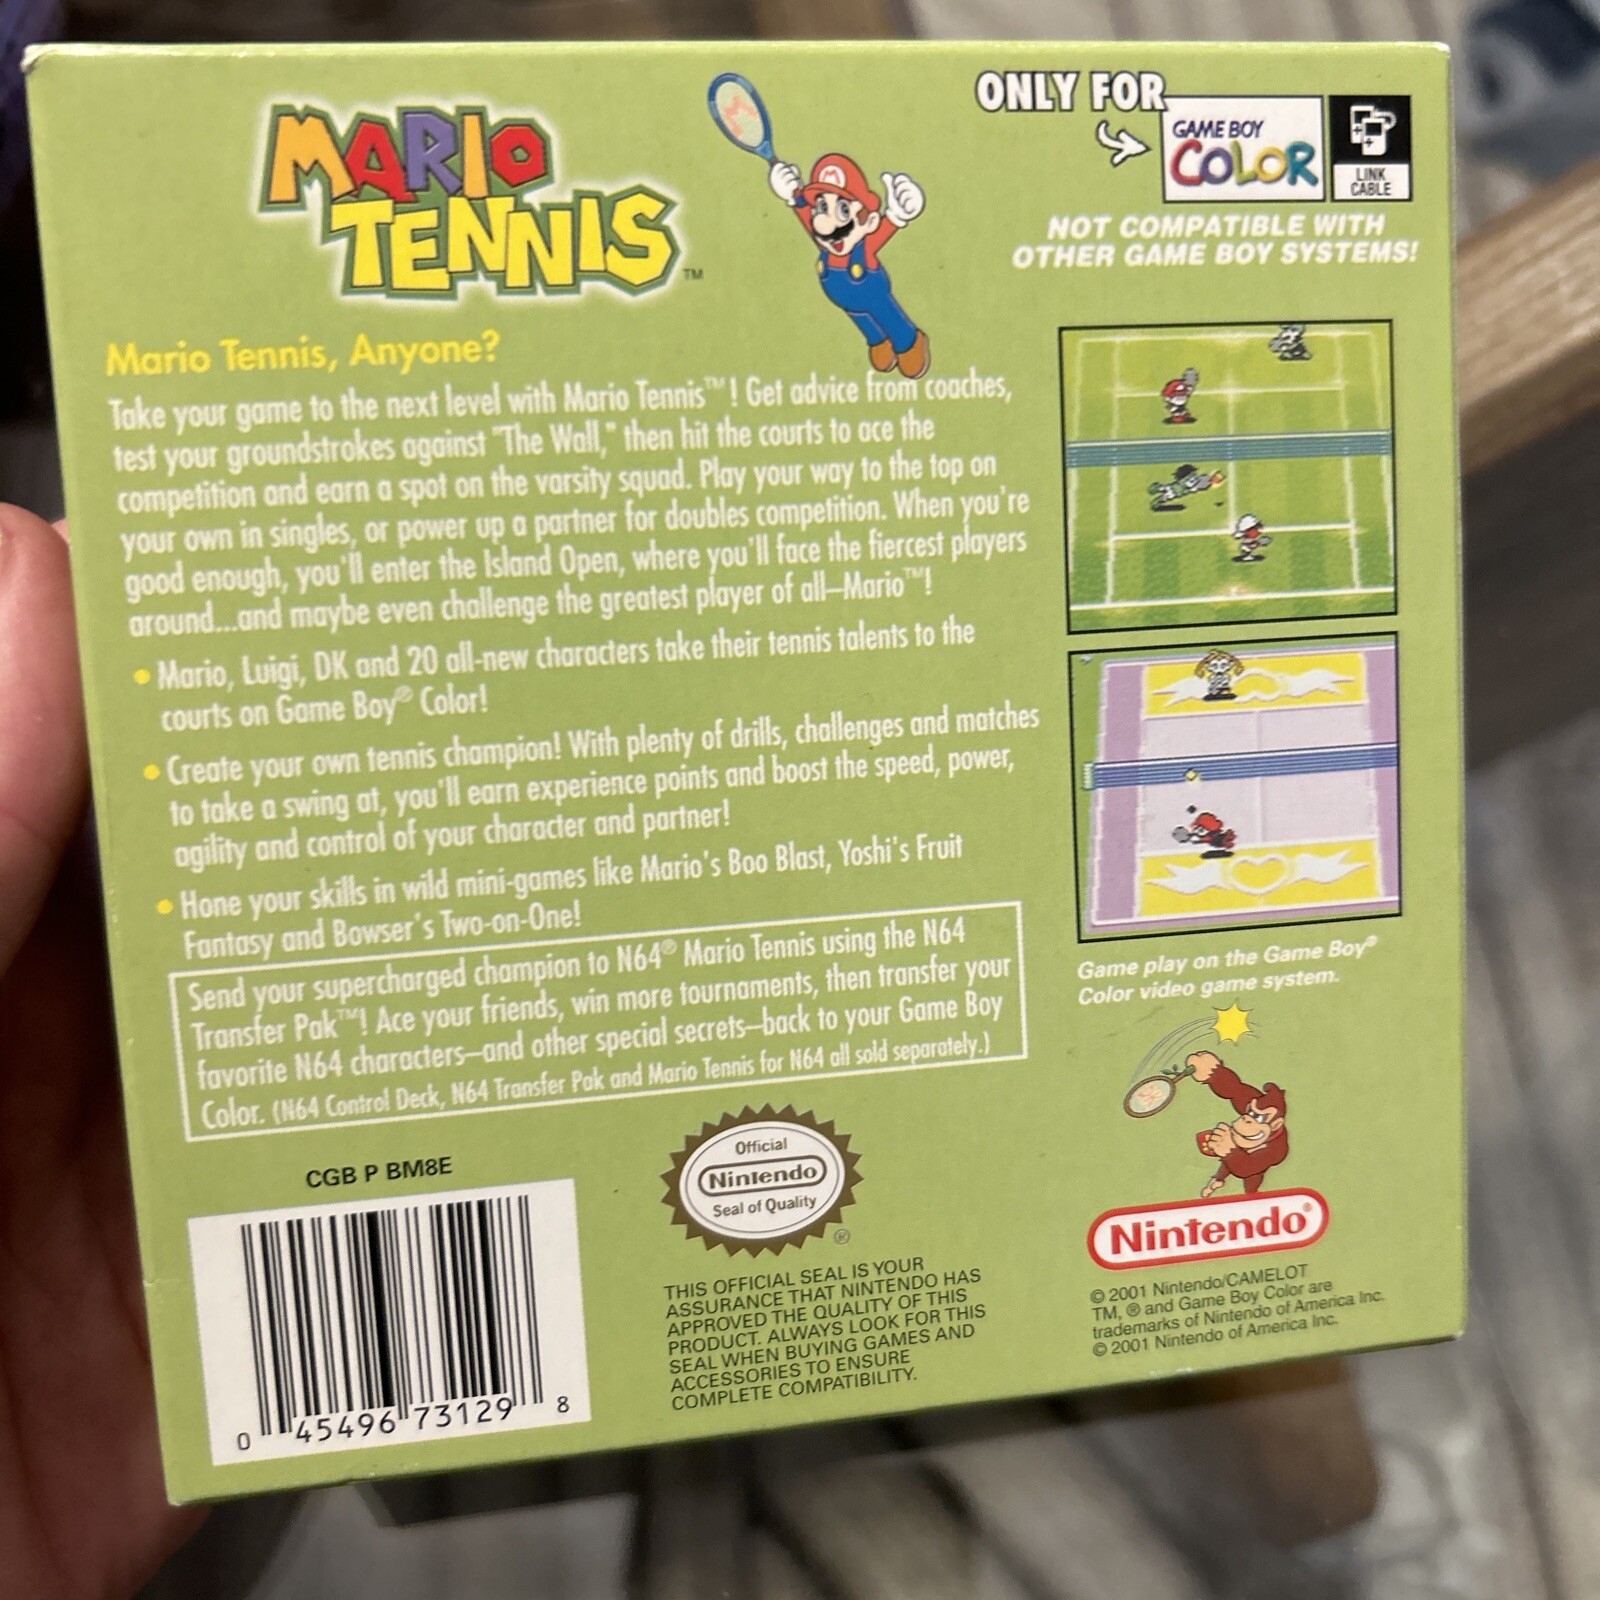 MARIO
TENNIS™
ONLY FOR
GAME BOY
COLOR
LINK
CABLE
NOT COMPATIBLE WITH
OTHER GAME BOY SYSTEMS!
Mario Tennis, Anyone?
Take your game to the next level with Mario Tennis™! Get advice from coaches,
test your groundstrokes against "The Wall," then hit the courts to ace the
competition and earn a spot on the varsity squad. Play your way to the top on
your own in singles, or power up a partner for doubles competition. When you're
good enough, you'll enter the Island Open, where you'll face the fiercest players
around...and maybe even challenge the greatest player of all–Mario™!
• Mario, Luigi, DK and 20 all-new characters take their tennis talents to the
courts on Game Boy® Color!
• Create your own tennis champion! With plenty of drills, challenges and matches
to take a swing at, you'll earn experience points and boost the speed, power,
agility and control of your character and partner!
• Hone your skills in wild mini-games like Mario's Boo Blast, Yoshi's Fruit
Fantasy and Bowser's Two-on-One!
Send your supercharged champion to N64® Mario Tennis using the N64
Transfer Pak™! Ace your friends, win more tournaments, then transfer your
favorite N64 characters–and other special secrets–back to your Game Boy
Color. (N64 Control Deck, N64 Transfer Pak and Mario Tennis for N64 all sold separately.)
Game play on the Game Boy®
Color video game system.
CGB P BM8E
0 45496 73129 8
Official
Nintendo
Seal of Quality
®
THIS OFFICIAL SEAL IS YOUR
ASSURANCE THAT NINTENDO HAS
APPROVED THE QUALITY OF THIS
PRODUCT. ALWAYS LOOK FOR THIS
SEAL WHEN BUYING GAMES AND
ACCESSORIES TO ENSURE
COMPLETE COMPATIBILITY.
Nintendo®
© 2001 Nintendo/CAMELOT
TM, ® and Game Boy Color are
trademarks of Nintendo of America Inc.
© 2001 Nintendo of America Inc.